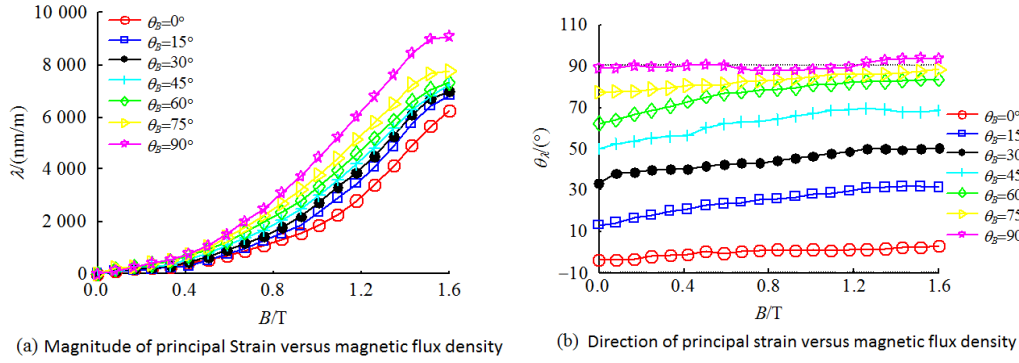 λ/(nm/m)
10 000
8 000
6 000
4 000
2 000
0
θB=0°
θB=15°
θB=30°
θB=45°
θB=60°
θB=75°
θB=90°
0.0 0.4 0.8 1.2 1.6
B/T
(a) Magnitude of principal Strain versus magnetic flux density
θλ/(°)
110
90
70
50
30
10
−10
θB=0°
θB=15
θB=30
θB=45
θB=60
θB=75
θB=90
0.0 0.4 0.8 1.2 1.6
B/T
(b) Direction of principal strain versus magnetic flux density